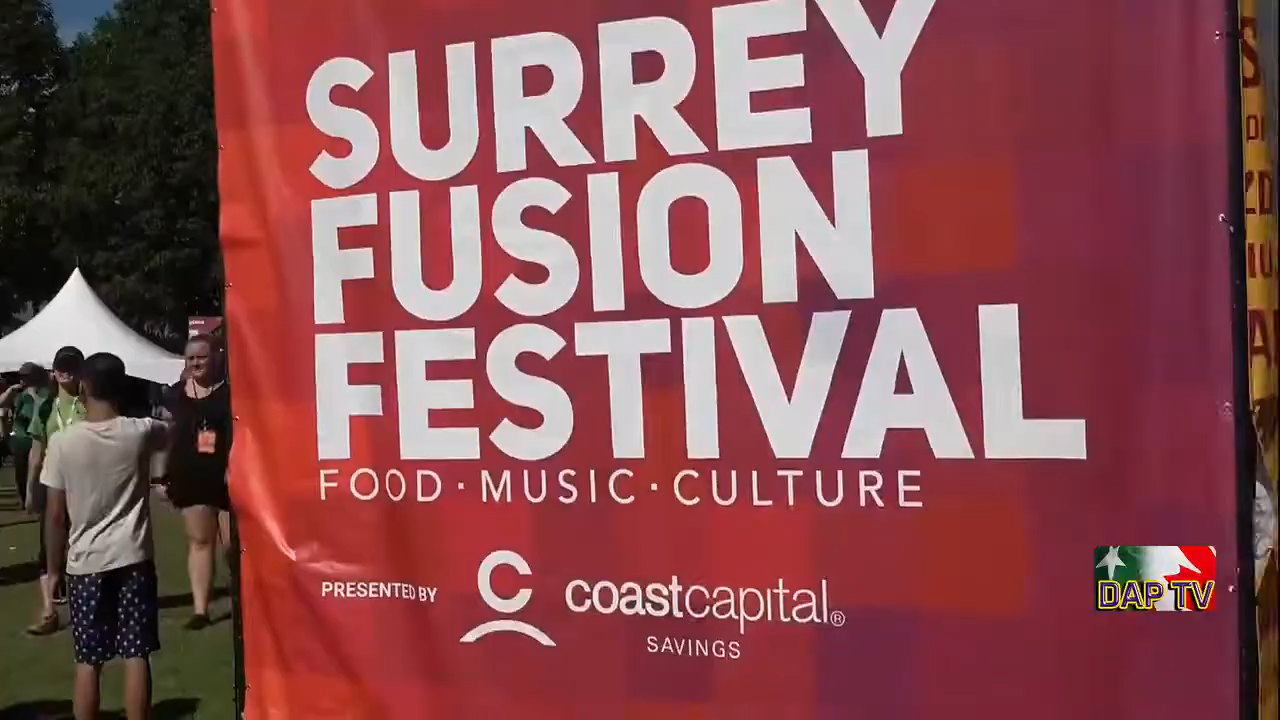 SURREY
FUSION
FESTIVAL
FOOD · MUSIC · CULTURE
PRESENTED BY
coastcapital®
SAVINGS
DAP TV